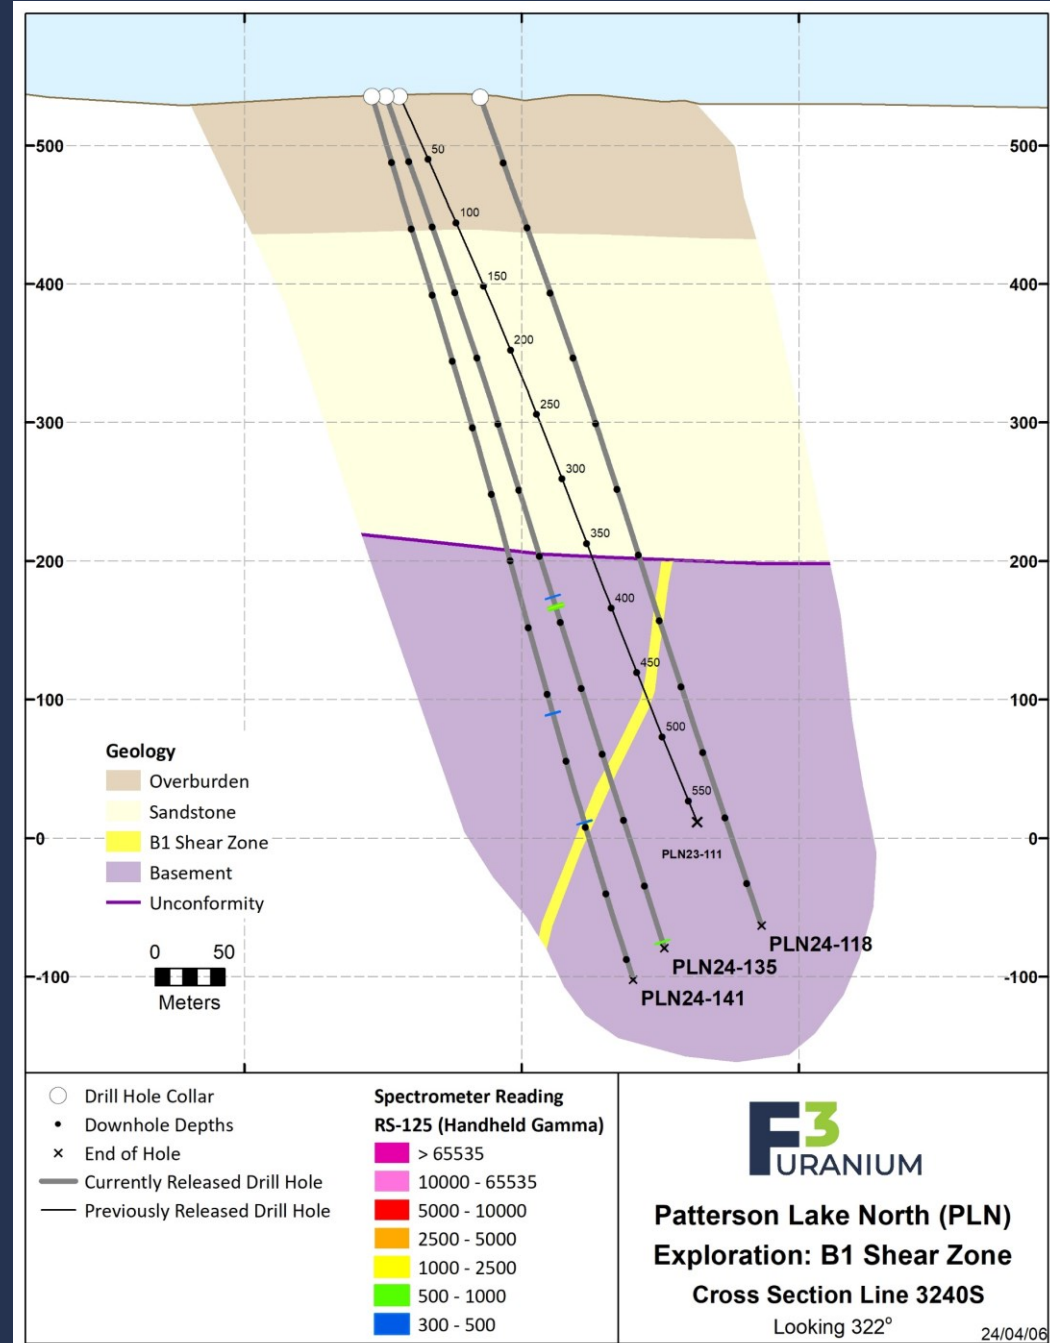 500
500
400
400
300
300
200
200
100
100
0
0
-100
-100
50
100
150
200
250
300
350
400
450
500
550
PLN23-111
PLN24-118
PLN24-135
PLN24-141
Geology
Overburden
Sandstone
B1 Shear Zone
Basement
Unconformity
0 50
Meters
Drill Hole Collar
Downhole Depths
End of Hole
Currently Released Drill Hole
Previously Released Drill Hole
Spectrometer Reading
RS-125 (Handheld Gamma)
> 65535
10000 - 65535
5000 - 10000
2500 - 5000
1000 - 2500
500 - 1000
300 - 500
F3
URANIUM
Patterson Lake North (PLN)
Exploration: B1 Shear Zone
Cross Section Line 3240S
Looking 322°
24/04/06